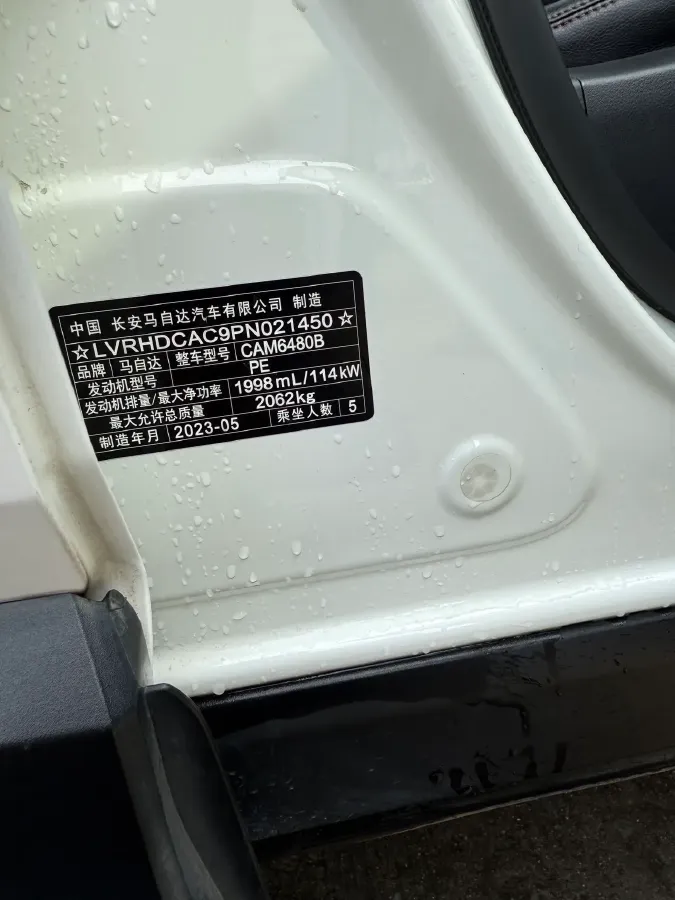 中国 长安马自达汽车有限公司 制造
☆LVRHDCAC9PN021450☆
品牌 马自达 整车型号 CAM6480B
发动机型号 PE
发动机排量/最大净功率 1998mL/114kW
最大允许总质量 2062kg
制造年月 2023-05 乘坐人数 5